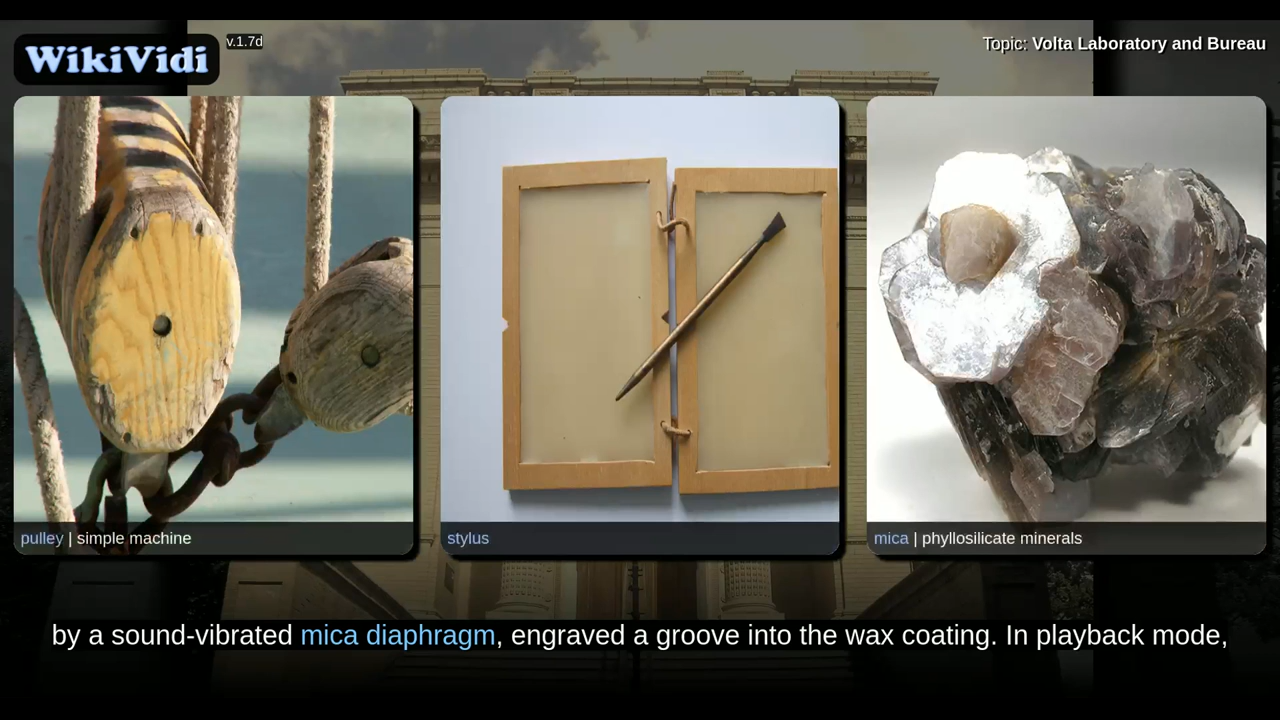 WikiVidi
v.1.7d
Topic: Volta Laboratory and Bureau
pulley | simple machine
stylus
mica | phyllosilicate minerals
by a sound-vibrated mica diaphragm, engraved a groove into the wax coating. In playback mode,